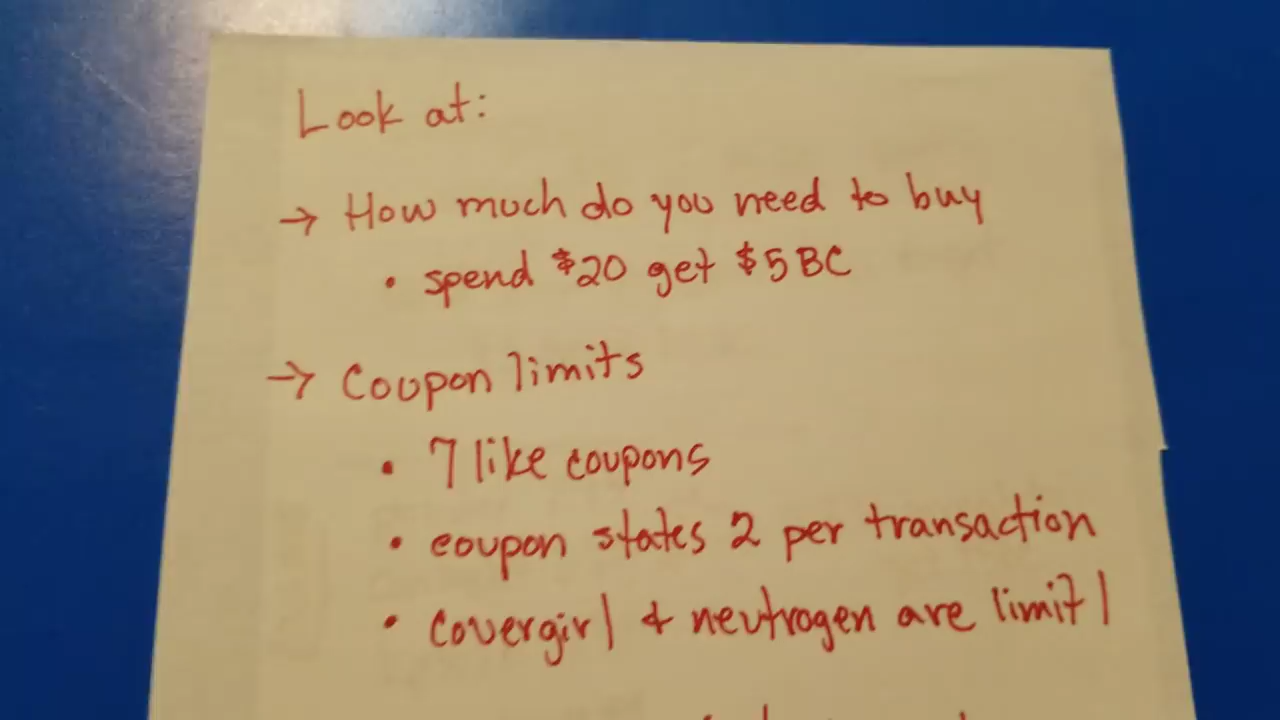 Look at:
→ How much do you need to buy
• spend $20 get $5 BC
→ Coupon limits
• 7 like coupons
• coupon states 2 per transaction
• covergirl & neutrogen are limit 1